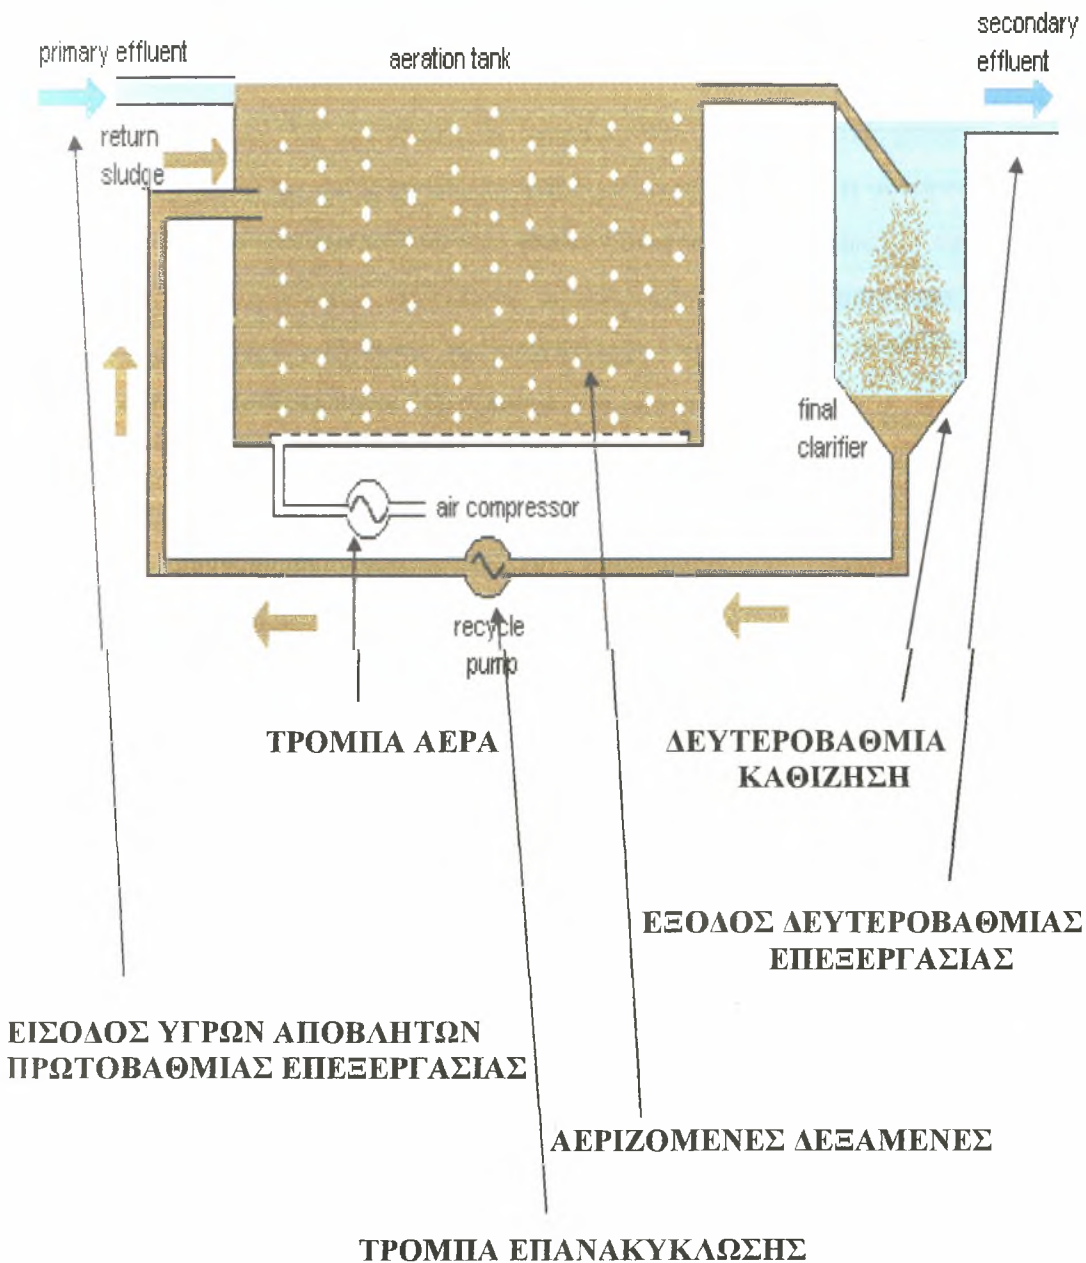 secondary
effluent
primary effluent
aeration tank
return
sludge
final
clarifier
air compressor
recycle
pump
ΤΡΟΜΠΑ ΑΕΡΑ
ΔΕΥΤΕΡΟΒΑΘΜΙΑ
ΚΑΘΙΖΗΣΗ
ΕΞΟΔΟΣ ΔΕΥΤΕΡΟΒΑΘΜΙΑΣ
ΕΠΕΞΕΡΓΑΣΙΑΣ
ΕΙΣΟΔΟΣ ΥΓΡΩΝ ΑΠΟΒΛΗΤΩΝ
ΠΡΩΤΟΒΑΘΜΙΑΣ ΕΠΕΞΕΡΓΑΣΙΑΣ
ΑΕΡΙΖΟΜΕΝΕΣ ΔΕΞΑΜΕΝΕΣ
ΤΡΟΜΠΑ ΕΠΑΝΑΚΥΚΛΩΣΗΣ